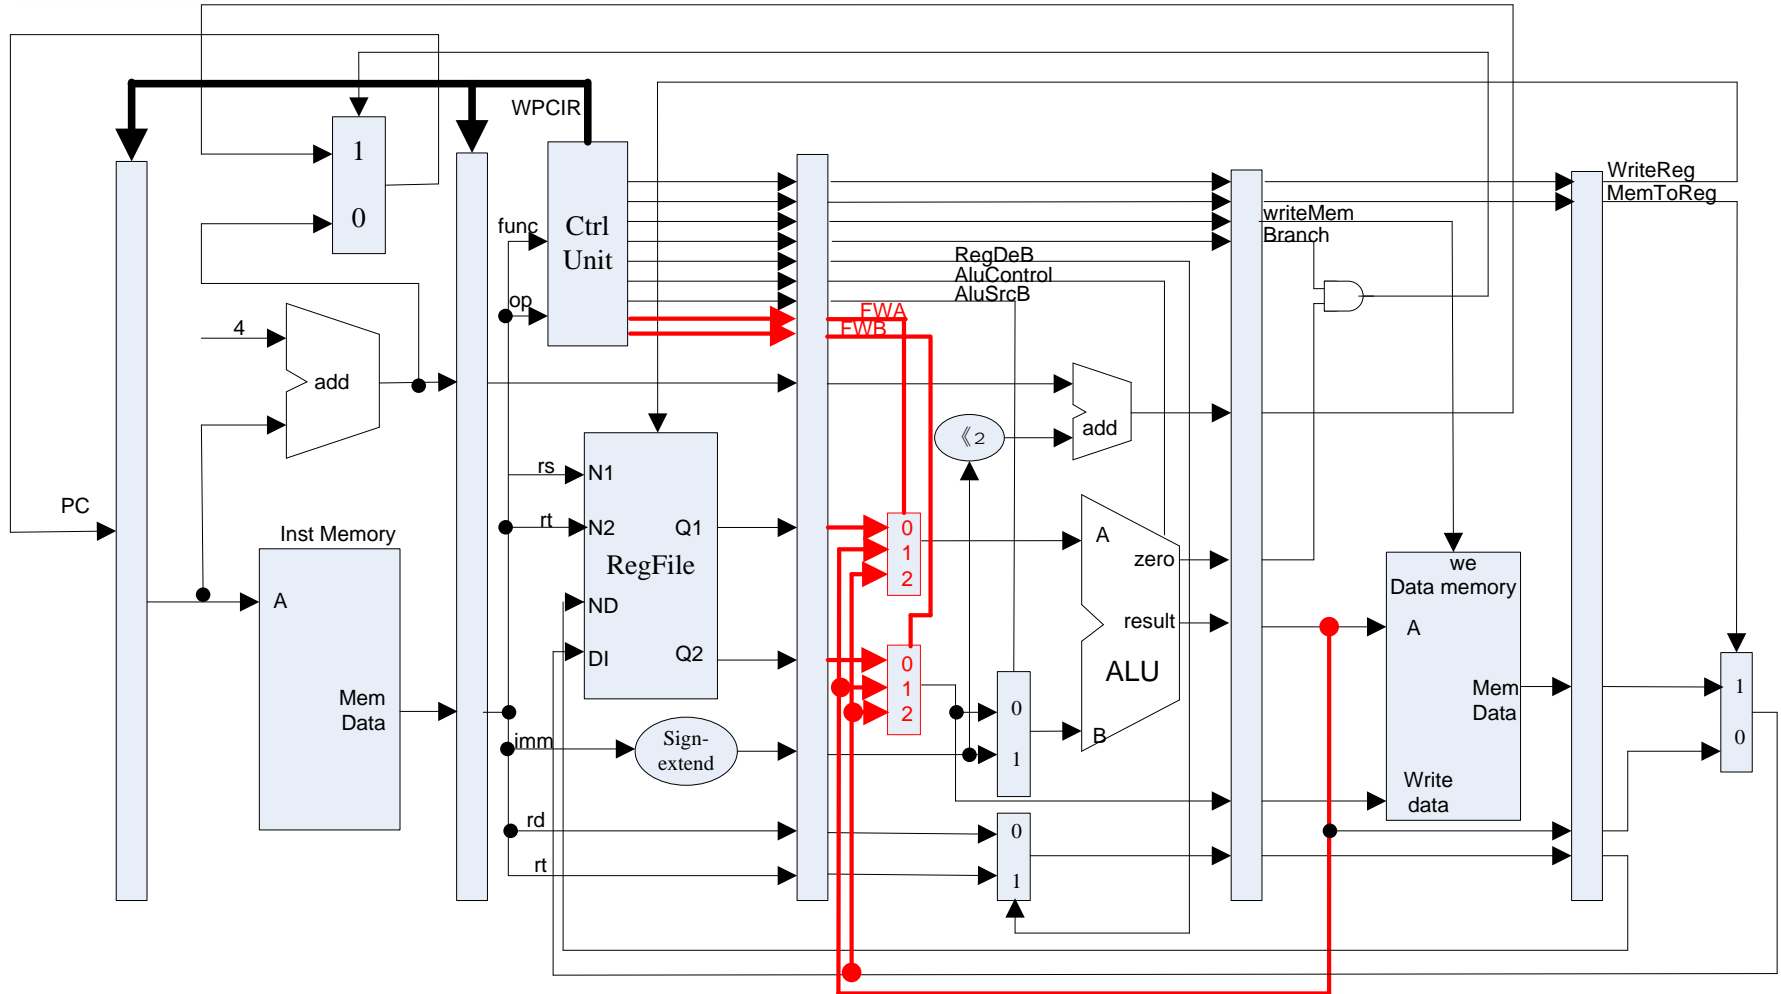 WPCIR
1
0
WriteReg
MemToReg
func
Ctrl
Unit
writeMem
Branch
RegDeB
AluControl
AluSrcB
op
FWA
FWB
4
add
《2
add
rs
N1
PC
Inst Memory
rt
N2
Q1
RegFile
0
1
2
A
zero
we
Data memory
A
ND
result
A
DI
Q2
0
1
2
ALU
Mem
Data
Mem
Data
1
0
0
1
B
imm
Sign-
extend
Write
data
rd
rt
0
1